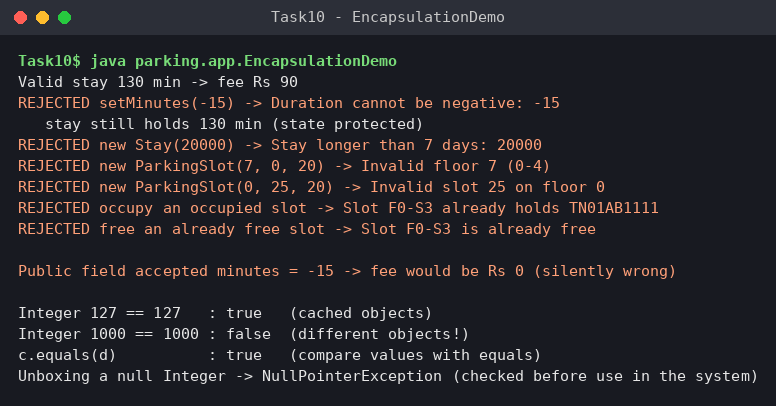 Task10 - EncapsulationDemo
Task10$ java parking.app.EncapsulationDemo
Valid stay 130 min -> fee Rs 90
REJECTED setMinutes(-15) -> Duration cannot be negative: -15
   stay still holds 130 min (state protected)
REJECTED new Stay(20000) -> Stay longer than 7 days: 20000
REJECTED new ParkingSlot(7, 0, 20) -> Invalid floor 7 (0-4)
REJECTED new ParkingSlot(0, 25, 20) -> Invalid slot 25 on floor 0
REJECTED occupy an occupied slot -> Slot F0-S3 already holds TN01AB1111
REJECTED free an already free slot -> Slot F0-S3 is already free
Public field accepted minutes = -15 -> fee would be Rs 0 (silently wrong)
Integer 127 == 127   : true   (cached objects)
Integer 1000 == 1000 : false  (different objects!)
c.equals(d)          : true   (compare values with equals)
Unboxing a null Integer -> NullPointerException (checked before use in the system)